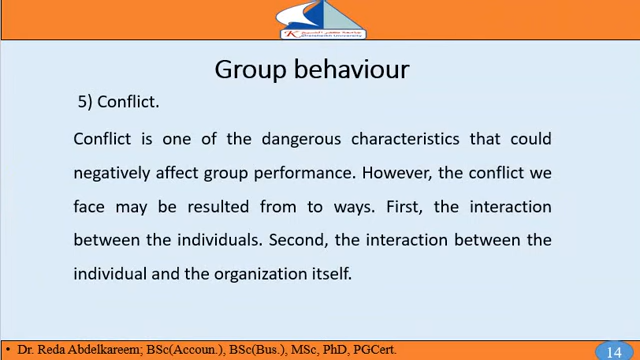 Group behaviour
5) Conflict.
Conflict is one of the dangerous characteristics that could
negatively affect group performance. However, the conflict we
face may be resulted from to ways. First, the interaction
between the individuals. Second, the interaction between the
individual and the organization itself.
• Dr. Reda Abdelkareem; BSc(Accoun.), BSc(Bus.), MSc, PhD, PGCert.
14